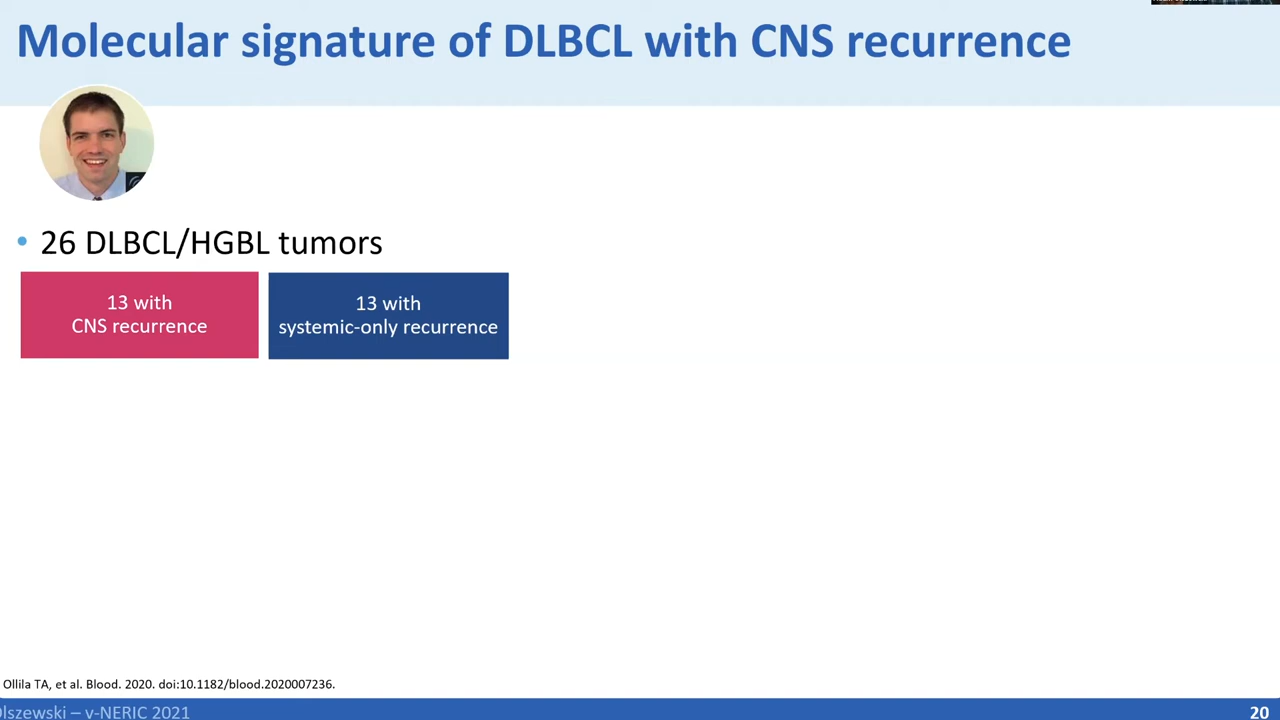 Molecular signature of DLBCL with CNS recurrence
• 26 DLBCL/HGBL tumors
13 with
CNS recurrence
13 with
systemic-only recurrence
Ollila TA, et al. Blood. 2020. doi:10.1182/blood.2020007236.
Olszewski – v-NERIC 2021
20